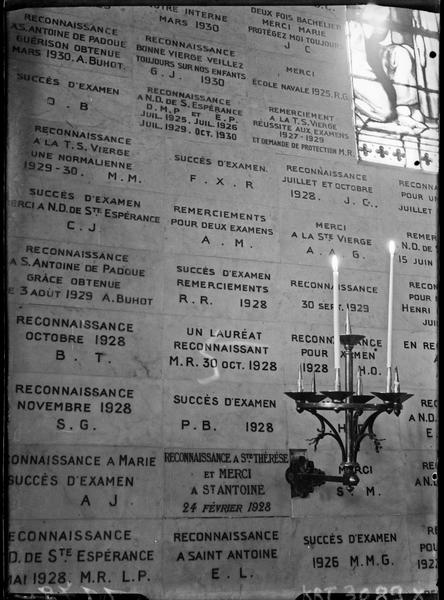 RECONNAISSANCE
A S. ANTOINE DE PADOUE
GUÉRISON OBTENUE
MARS 1930. A. BUHOT
SUCCÈS D'EXAMEN
O. B.
RECONNAISSANCE
A LA T.S. VIERGE
UNE NORMALIENNE
1929-30. M. M.
SUCCÈS D'EXAMEN
MERCI A N.D. DE STE ESPÉRANCE
C. J
RECONNAISSANCE
A S. ANTOINE DE PADOUE
GRÂCE OBTENUE
LE 3 AOÛT 1929 A. BUHOT
RECONNAISSANCE
OCTOBRE 1928
B. T.
RECONNAISSANCE
NOVEMBRE 1928
S. G.
RECONNAISSANCE A MARIE
SUCCÈS D'EXAMEN
A J.
RECONNAISSANCE
N.D. DE STE ESPÉRANCE
MAI 1928. M.R. L.P.
NOTRE INTERNE
MARS 1930
RECONNAISSANCE
BONNE VIERGE VEILLEZ
TOUJOURS SUR NOS ENFANTS
G. J. 1930
RECONNAISSANCE
A N.D. DE S. ESPÉRANCE
D.M.P ET E.P.
JUIL. 1925. JUIL. 1926
JUIL. 1929. OCT. 1930
SUCCÈS D'EXAMEN.
F. X. R
REMERCIEMENTS
POUR DEUX EXAMENS
A. M.
SUCCÈS D'EXAMEN
REMERCIEMENTS
R. R. 1928
UN LAURÉAT
RECONNAISSANT
M.R. 30 OCT. 1928
SUCCÈS D'EXAMEN.
P. B. 1928
RECONNAISSANCE A STE THÉRÈSE
ET MERCI
A ST ANTOINE
24 FÉVRIER 1928
RECONNAISSANCE
A SAINT ANTOINE
E. L.
DEUX FOIS BACHELIER
MERCI MARIE
PROTÉGEZ MOI TOUJOURS
J C
MERCI
ÉCOLE NAVALE 1925. R.G.
REMERCIEMENT
A LA T.S. VIERGE
RÉUSSITE AUX EXAMENS
1927-1929
ET DEMANDE DE PROTECTION M.R.
RECONNAISSANCE
JUILLET ET OCTOBRE
1928. J. C.
MERCI
A LA STE VIERGE
A. A. G.
RECONNAISSANCE
30 SEPT. 1929
RECONNAISSANCE
POUR EXAMEN
H.O.
MERCI
S. M.
SUCCÈS D'EXAMEN
1926 M.M.G.